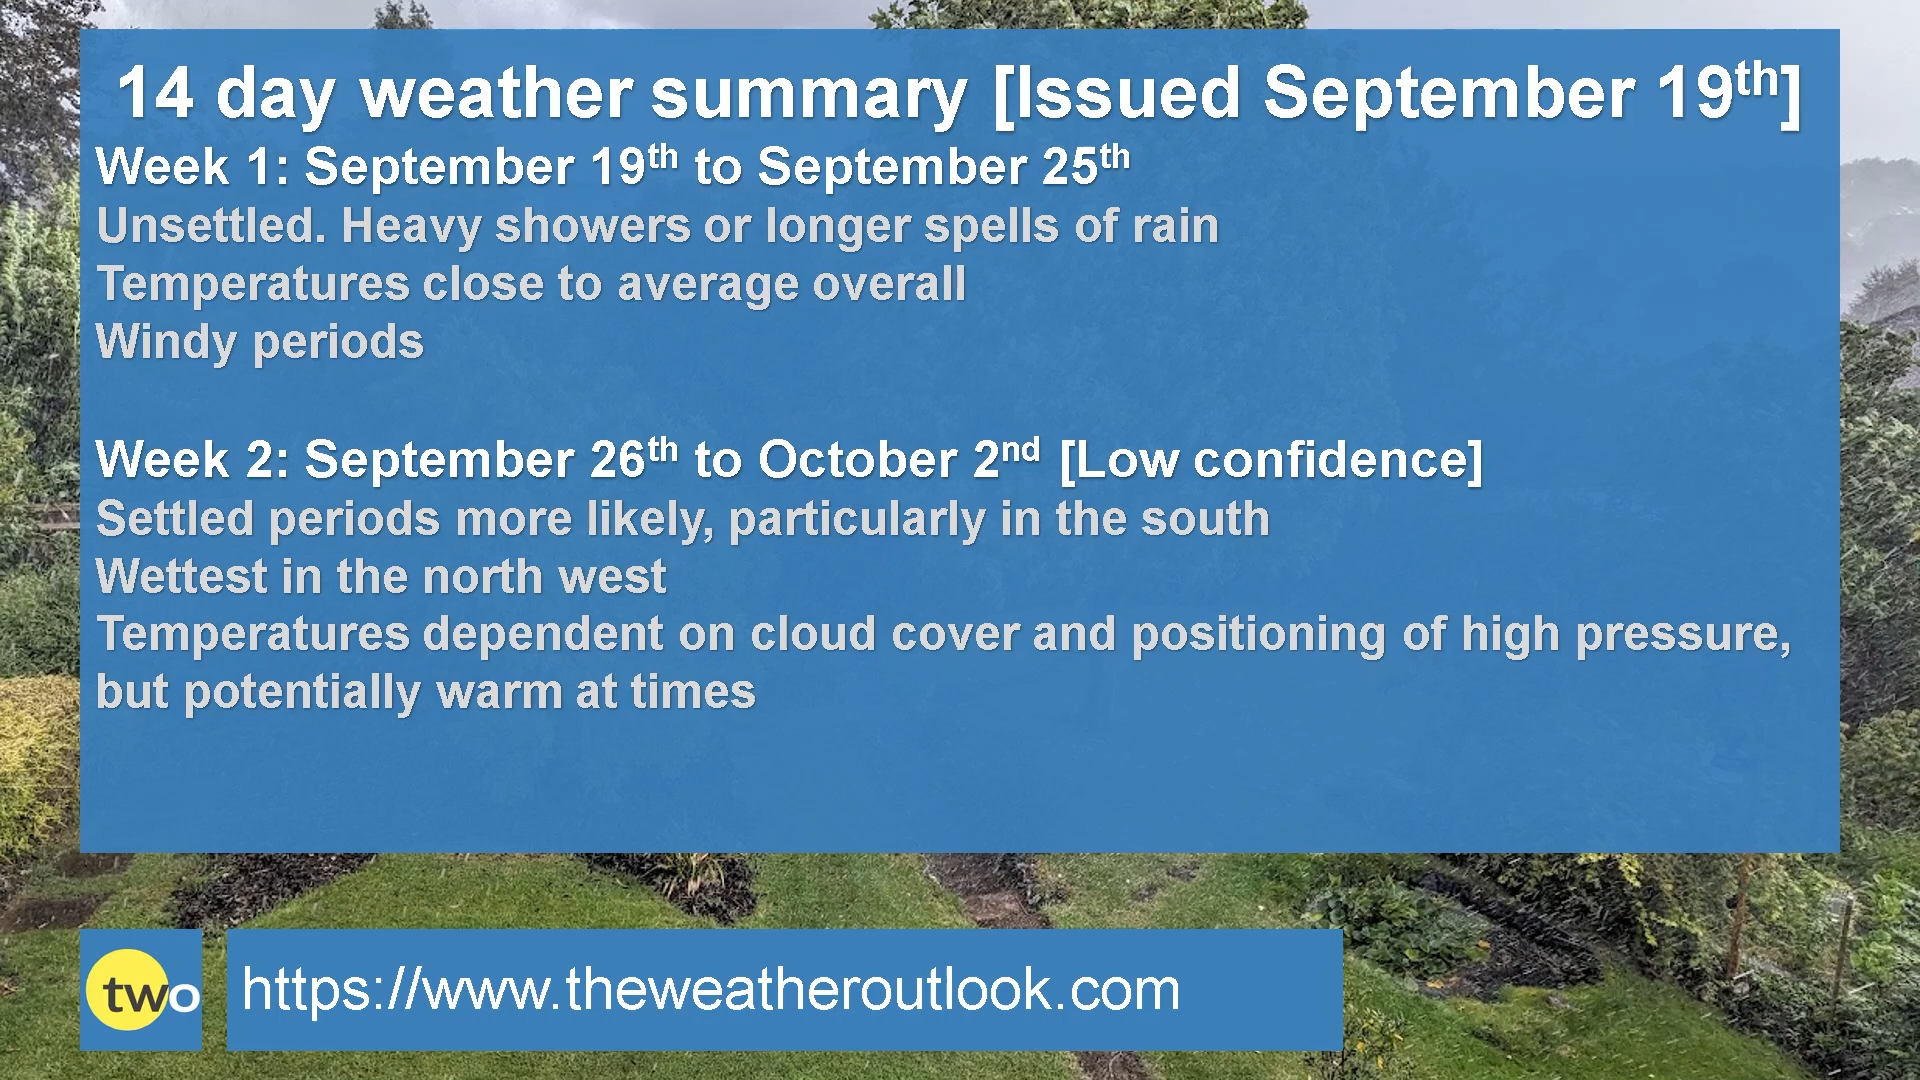 14 day weather summary [Issued September 19th]
Week 1: September 19th to September 25th
Unsettled. Heavy showers or longer spells of rain
Temperatures close to average overall
Windy periods
Week 2: September 26th to October 2nd [Low confidence]
Settled periods more likely, particularly in the south
Wettest in the north west
Temperatures dependent on cloud cover and positioning of high pressure,
but potentially warm at times
two
https://www.theweatheroutlook.com